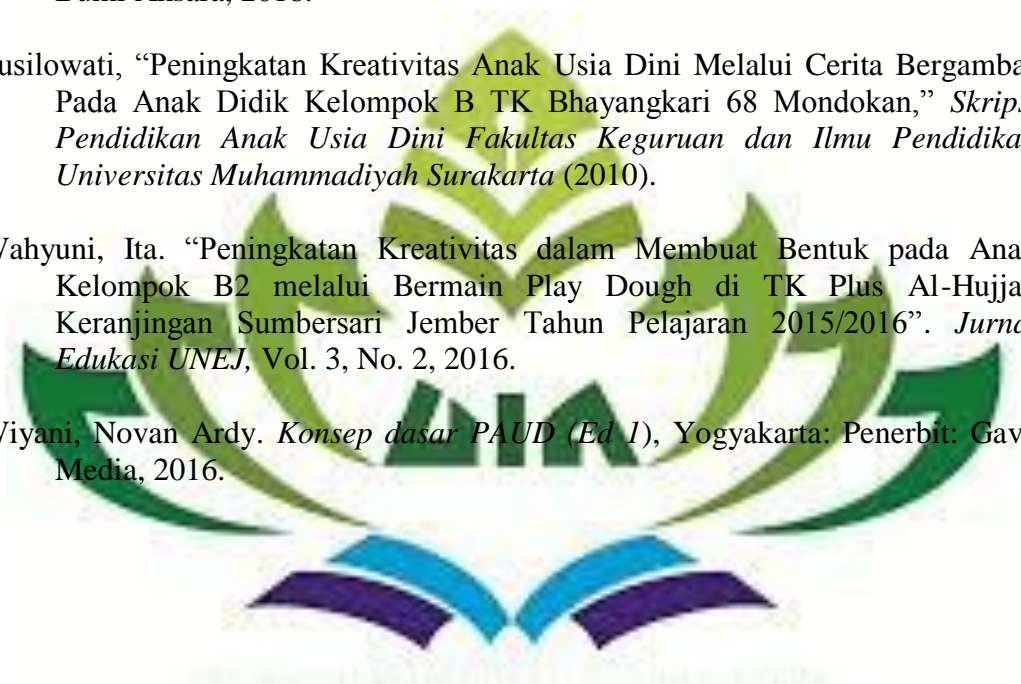 Bumi Aksara, 2018.
usilowati, “Peningkatan Kreativitas Anak Usia Dini Melalui Cerita Bergamba
Pada Anak Didik Kelompok B TK Bhayangkari 68 Mondokan,” Skrips
Pendidikan Anak Usia Dini Fakultas Keguruan dan Ilmu Pendidika
Universitas Muhammadiyah Surakarta (2010).
Wahyuni, Ita. “Peningkatan Kreativitas dalam Membuat Bentuk pada Ana
Kelompok B2 melalui Bermain Play Dough di TK Plus Al-Hujja
Keranjingan Sumbersari Jember Tahun Pelajaran 2015/2016”. Jurna
Edukasi UNEJ, Vol. 3, No. 2, 2016.
Wiyani, Novan Ardy. Konsep dasar PAUD (Ed 1), Yogyakarta: Penerbit: Gav
Media, 2016.